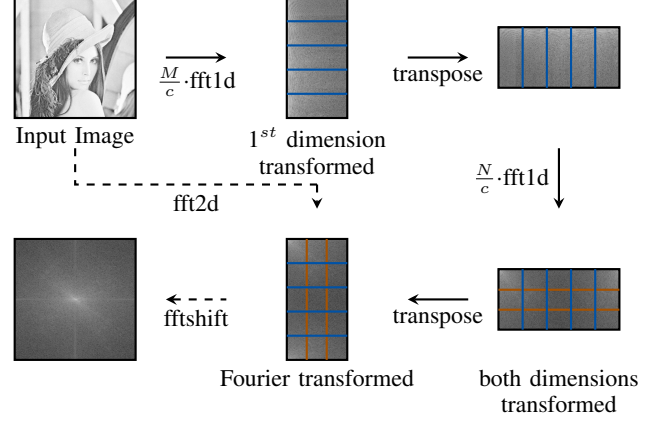 M/c ·fft1d
transpose
Input Image
1st dimension
transformed
N/c ·fft1d
fft2d
fftshift
transpose
Fourier transformed
both dimensions
transformed